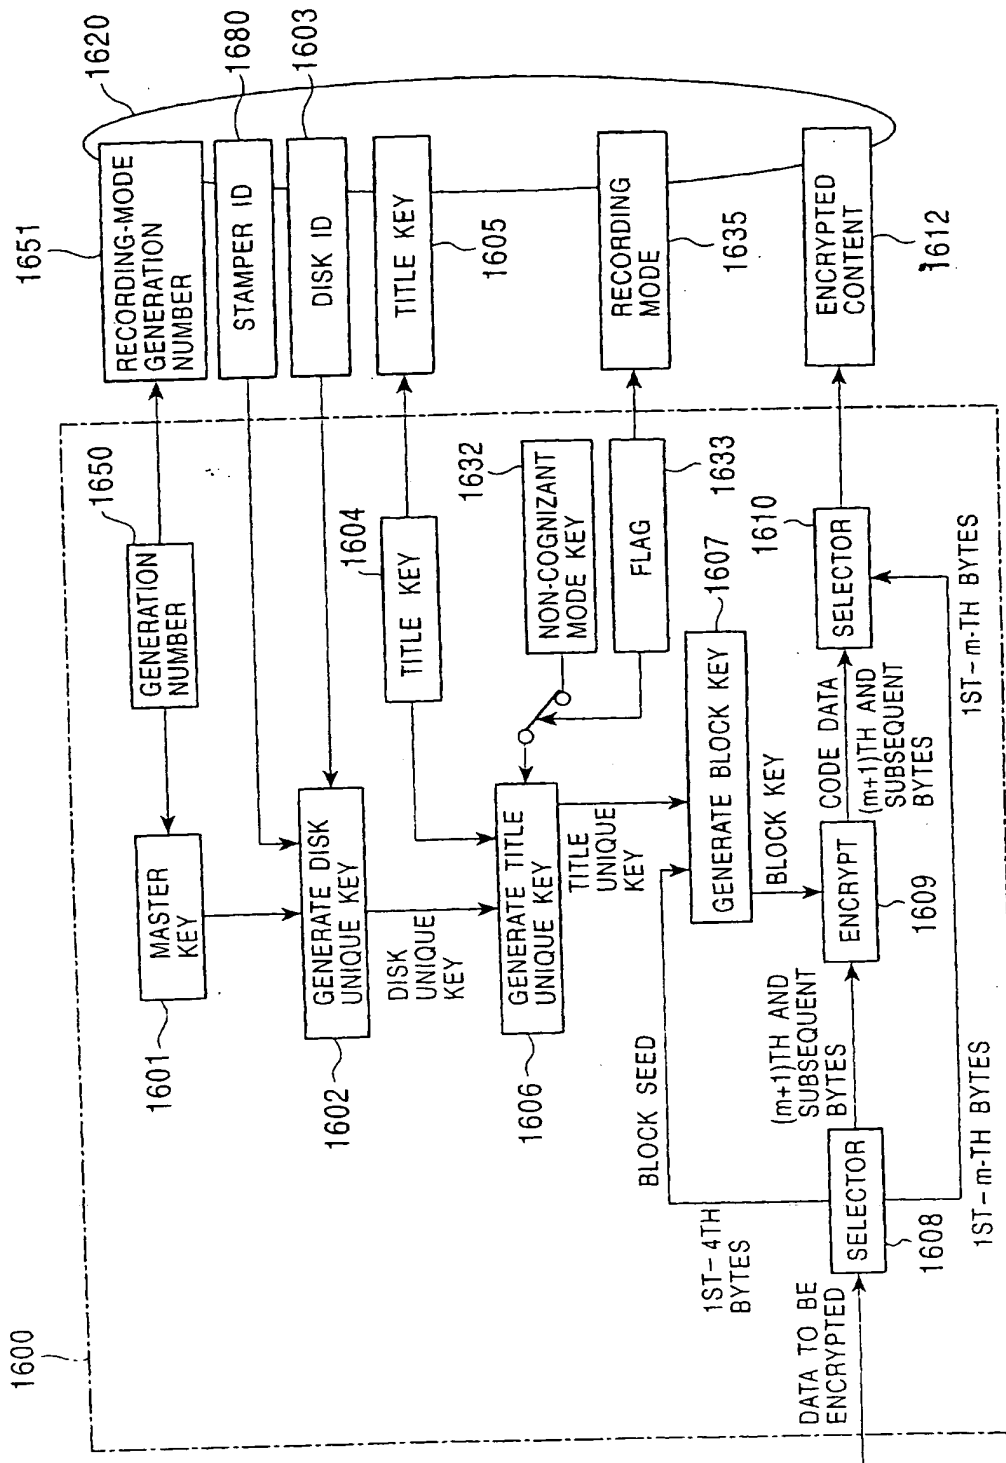 1600
1651
RECORDING-MODE
GENERATION
NUMBER
1620
STAMPER ID
1680
DISK ID
1603
TITLE KEY
1605
RECORDING
MODE
1635
ENCRYPTED
CONTENT
1612
GENERATION
NUMBER
1650
MASTER
KEY
1601
GENERATE DISK
UNIQUE KEY
1602
DISK
UNIQUE
KEY
TITLE KEY
1604
GENERATE TITLE
UNIQUE KEY
1606
TITLE
UNIQUE
KEY
NON-COGNIZANT
MODE KEY
1632
FLAG
1633
GENERATE BLOCK KEY
1607
BLOCK KEY
BLOCK SEED
1ST-4TH
BYTES
DATA TO BE
ENCRYPTED
SELECTOR
1608
(m+1)TH AND
SUBSEQUENT
BYTES
ENCRYPT
1609
CODE DATA
(m+1)TH AND
SUBSEQUENT
BYTES
SELECTOR
1610
1ST-m-TH BYTES
1ST-m-TH BYTES